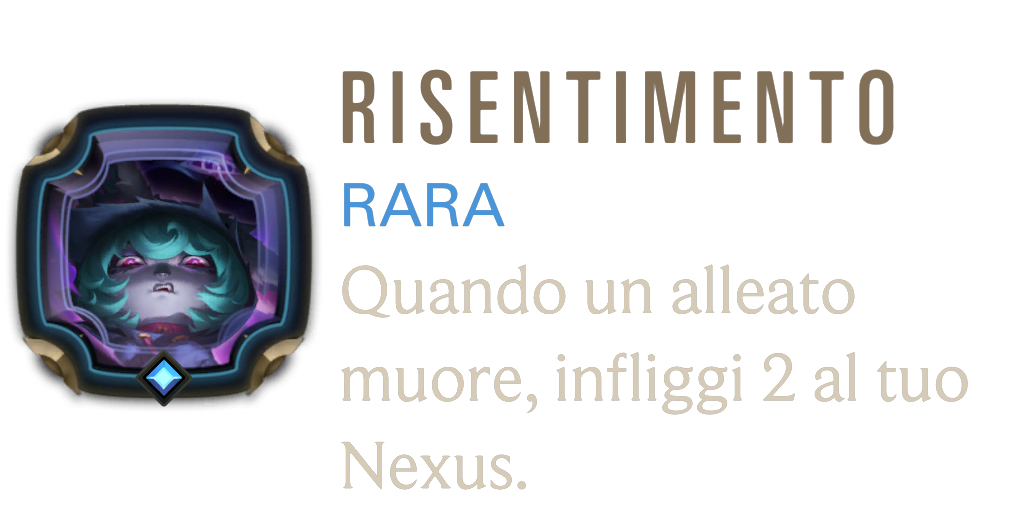 RISENTIMENTO
RARA
Quando un alleato
muore, infliggi 2 al tuo
Nexus.